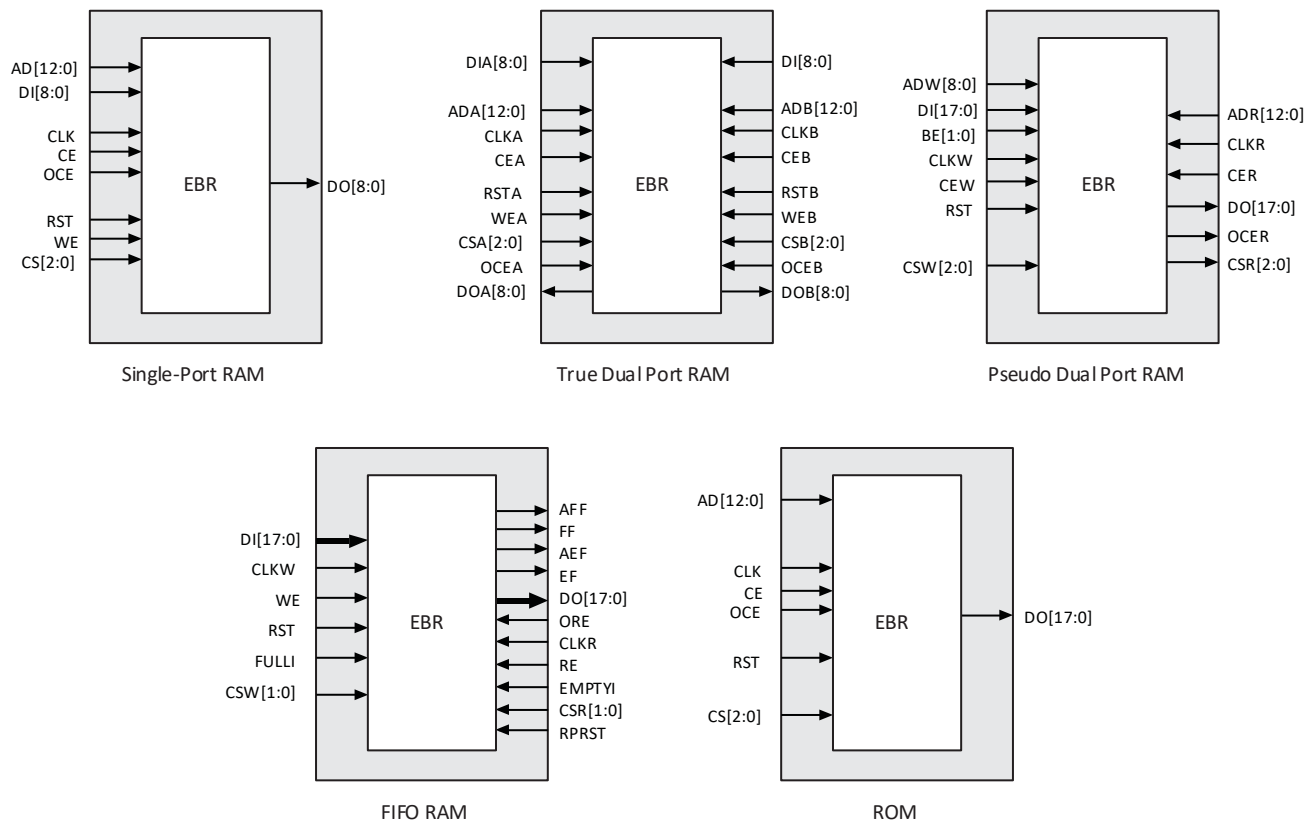 AD[12:0]
DI[8:0]
CLK
CE
OCE
RST
WE
CS[2:0]
EBR
DO[8:0]
Single-Port RAM
DIA[8:0]
ADA[12:0]
CLKA
CEA
RSTA
WEA
CSA[2:0]
OCEA
DOA[8:0]
EBR
DI[8:0]
ADB[12:0]
CLKB
CEB
RSTB
WEB
CSB[2:0]
OCEB
DOB[8:0]
True Dual Port RAM
ADW[8:0]
DI[17:0]
BE[1:0]
CLKW
CEW
RST
CSW[2:0]
EBR
ADR[12:0]
CLKR
CER
DO[17:0]
OCER
CSR[2:0]
Pseudo Dual Port RAM
DI[17:0]
CLKW
WE
RST
FULLI
CSW[1:0]
EBR
AFF
FF
AEF
EF
DO[17:0]
ORE
CLKR
RE
EMPTYI
CSR[1:0]
RPRST
FIFO RAM
AD[12:0]
CLK
CE
OCE
RST
CS[2:0]
EBR
DO[17:0]
ROM